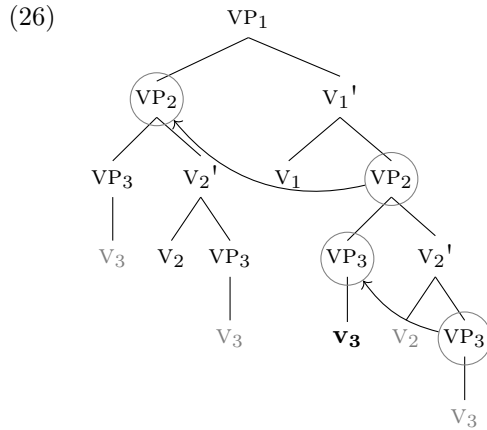 (26) VP₁
VP₂ V₁'
VP₃ V₂' V₁ VP₂
V₃ V₂ VP₃ VP₃ V₂'
V₃ V₃ V₂ VP₃
V₃